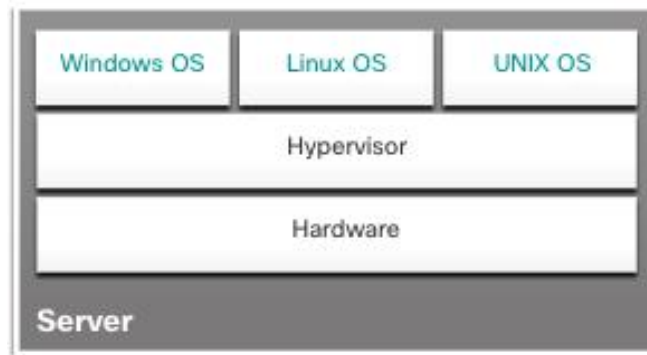 Windows OS Linux OS UNIX OS
Hypervisor
Hardware
Server